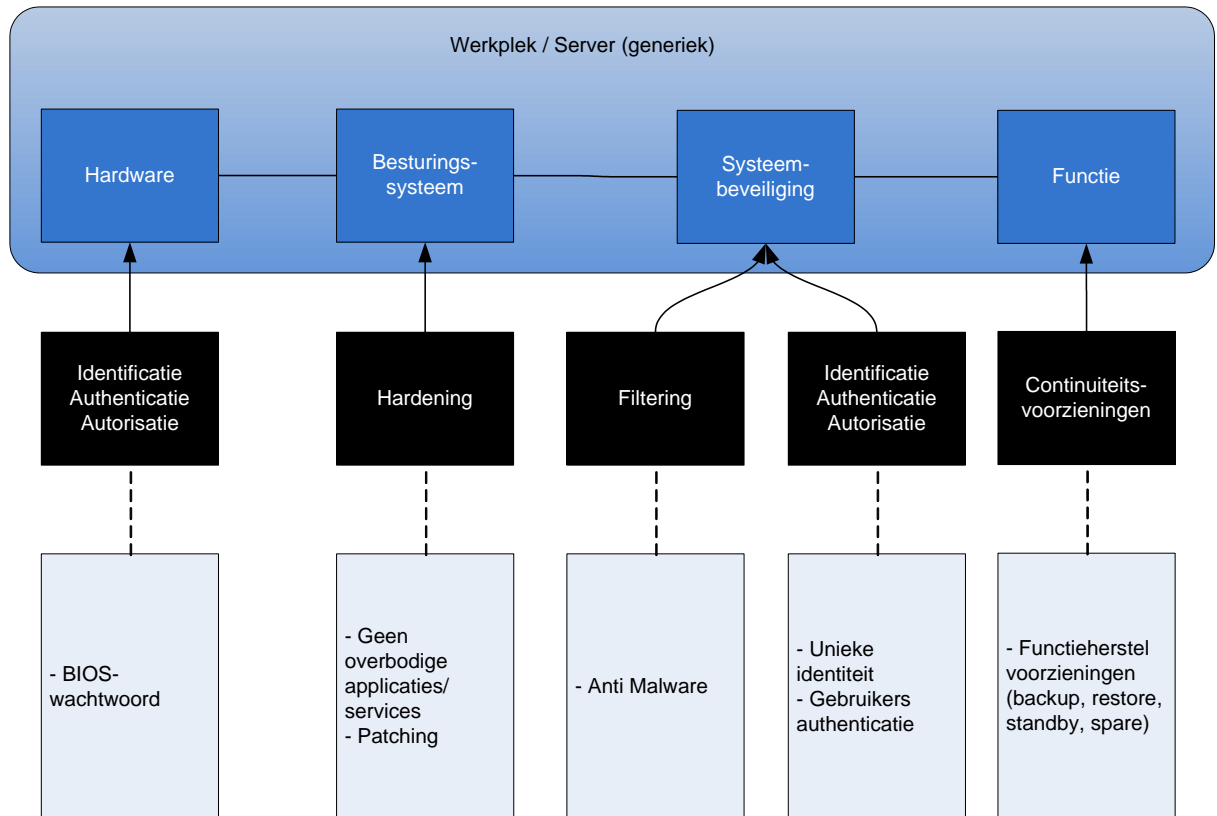 Werkplek / Server (generiek)
Hardware
Besturings-
systeem
Systeem-
beveiliging
Functie
Identificatie
Authenticatie
Autorisatie
Hardening
Filtering
Identificatie
Authenticatie
Autorisatie
Continuiteits-
voorzieningen
- BIOS-
wachtwoord
- Geen
overbodige
applicaties/
services
- Patching
- Anti Malware
- Unieke
identiteit
- Gebruikers
authenticatie
- Functieherstel
voorzieningen
(backup, restore,
standby, spare)